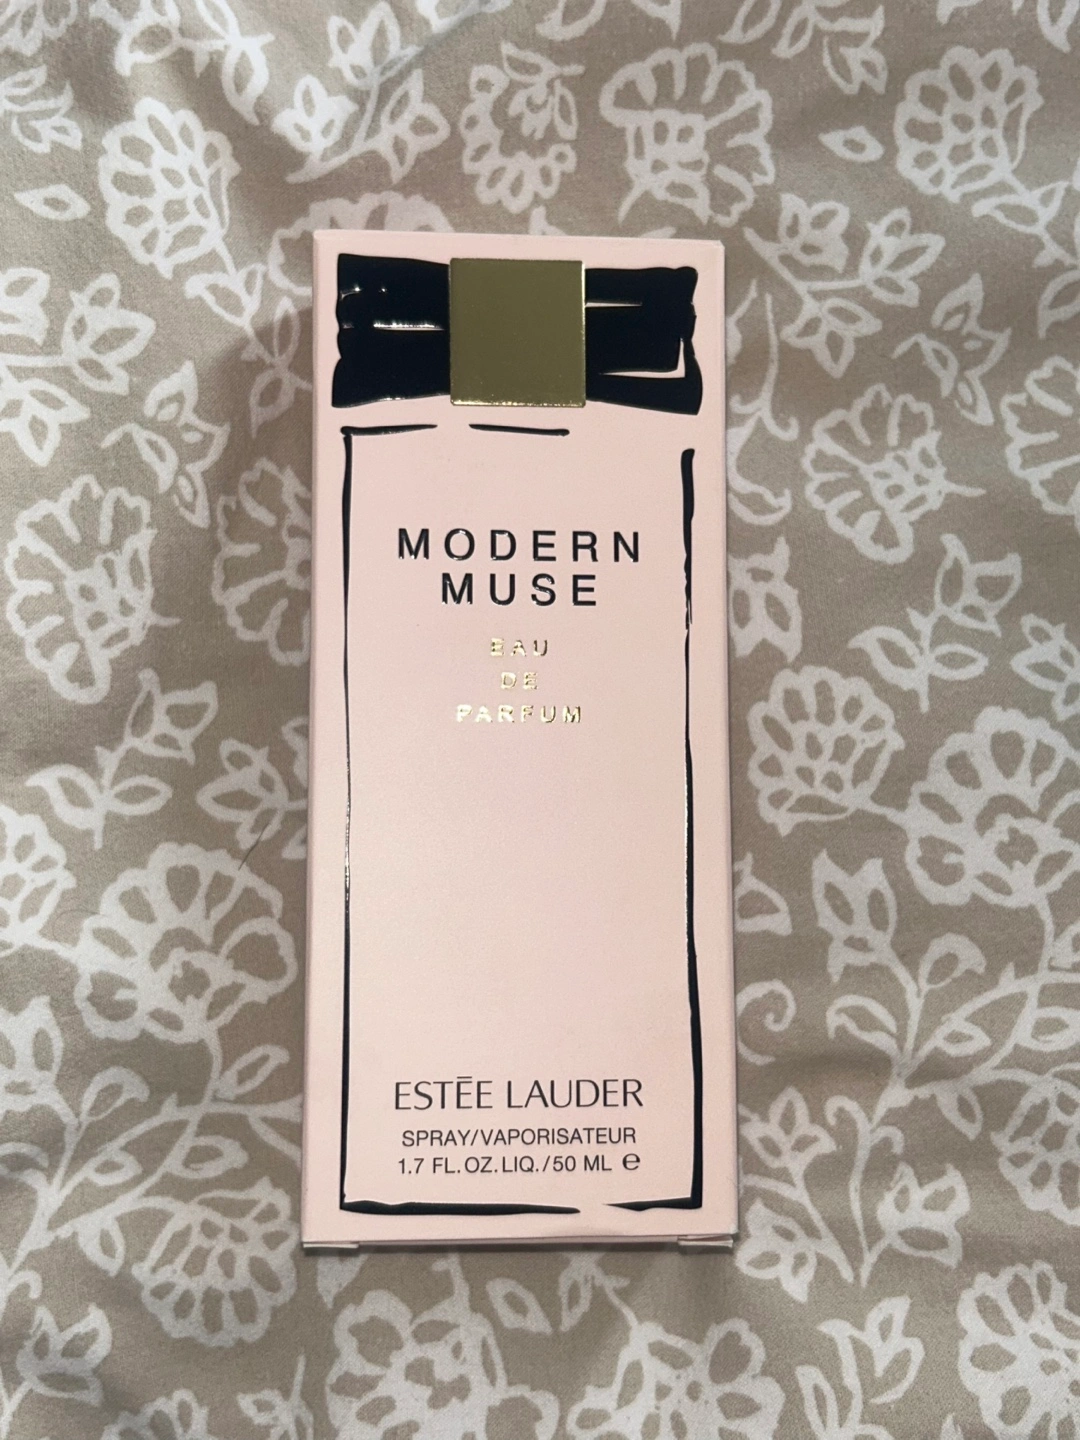 MODERN
MUSE
EAU
DE
PARFUM
ESTĒE LAUDER
SPRAY/VAPORISATEUR
1.7 FL.OZ.LIQ./50 ML ℮